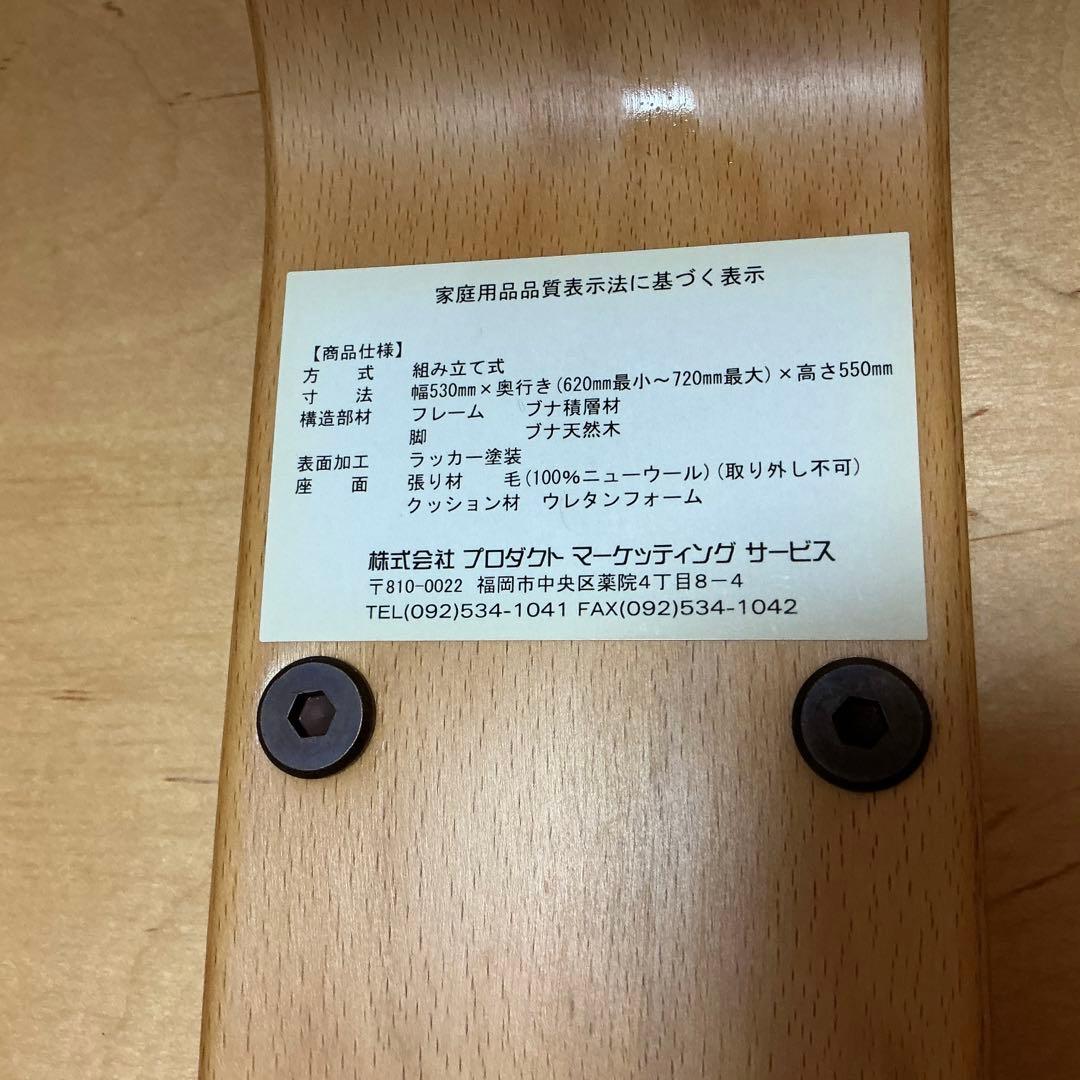 家庭用品品質表示法に基づく表示
【商品仕様】
方　式　組み立て式
寸　法　幅530mm×奥行き(620mm最小～720mm最大)×高さ550mm
構造部材　フレーム　ブナ積層材
脚　ブナ天然木
表面加工　ラッカー塗装
座　面　張り材　毛(100%ニューウール)(取り外し不可)
クッション材　ウレタンフォーム
株式会社 プロダクト マーケッティング サービス
〒810-0022 福岡市中央区薬院4丁目8－4
TEL(092)534-1041 FAX(092)534-1042